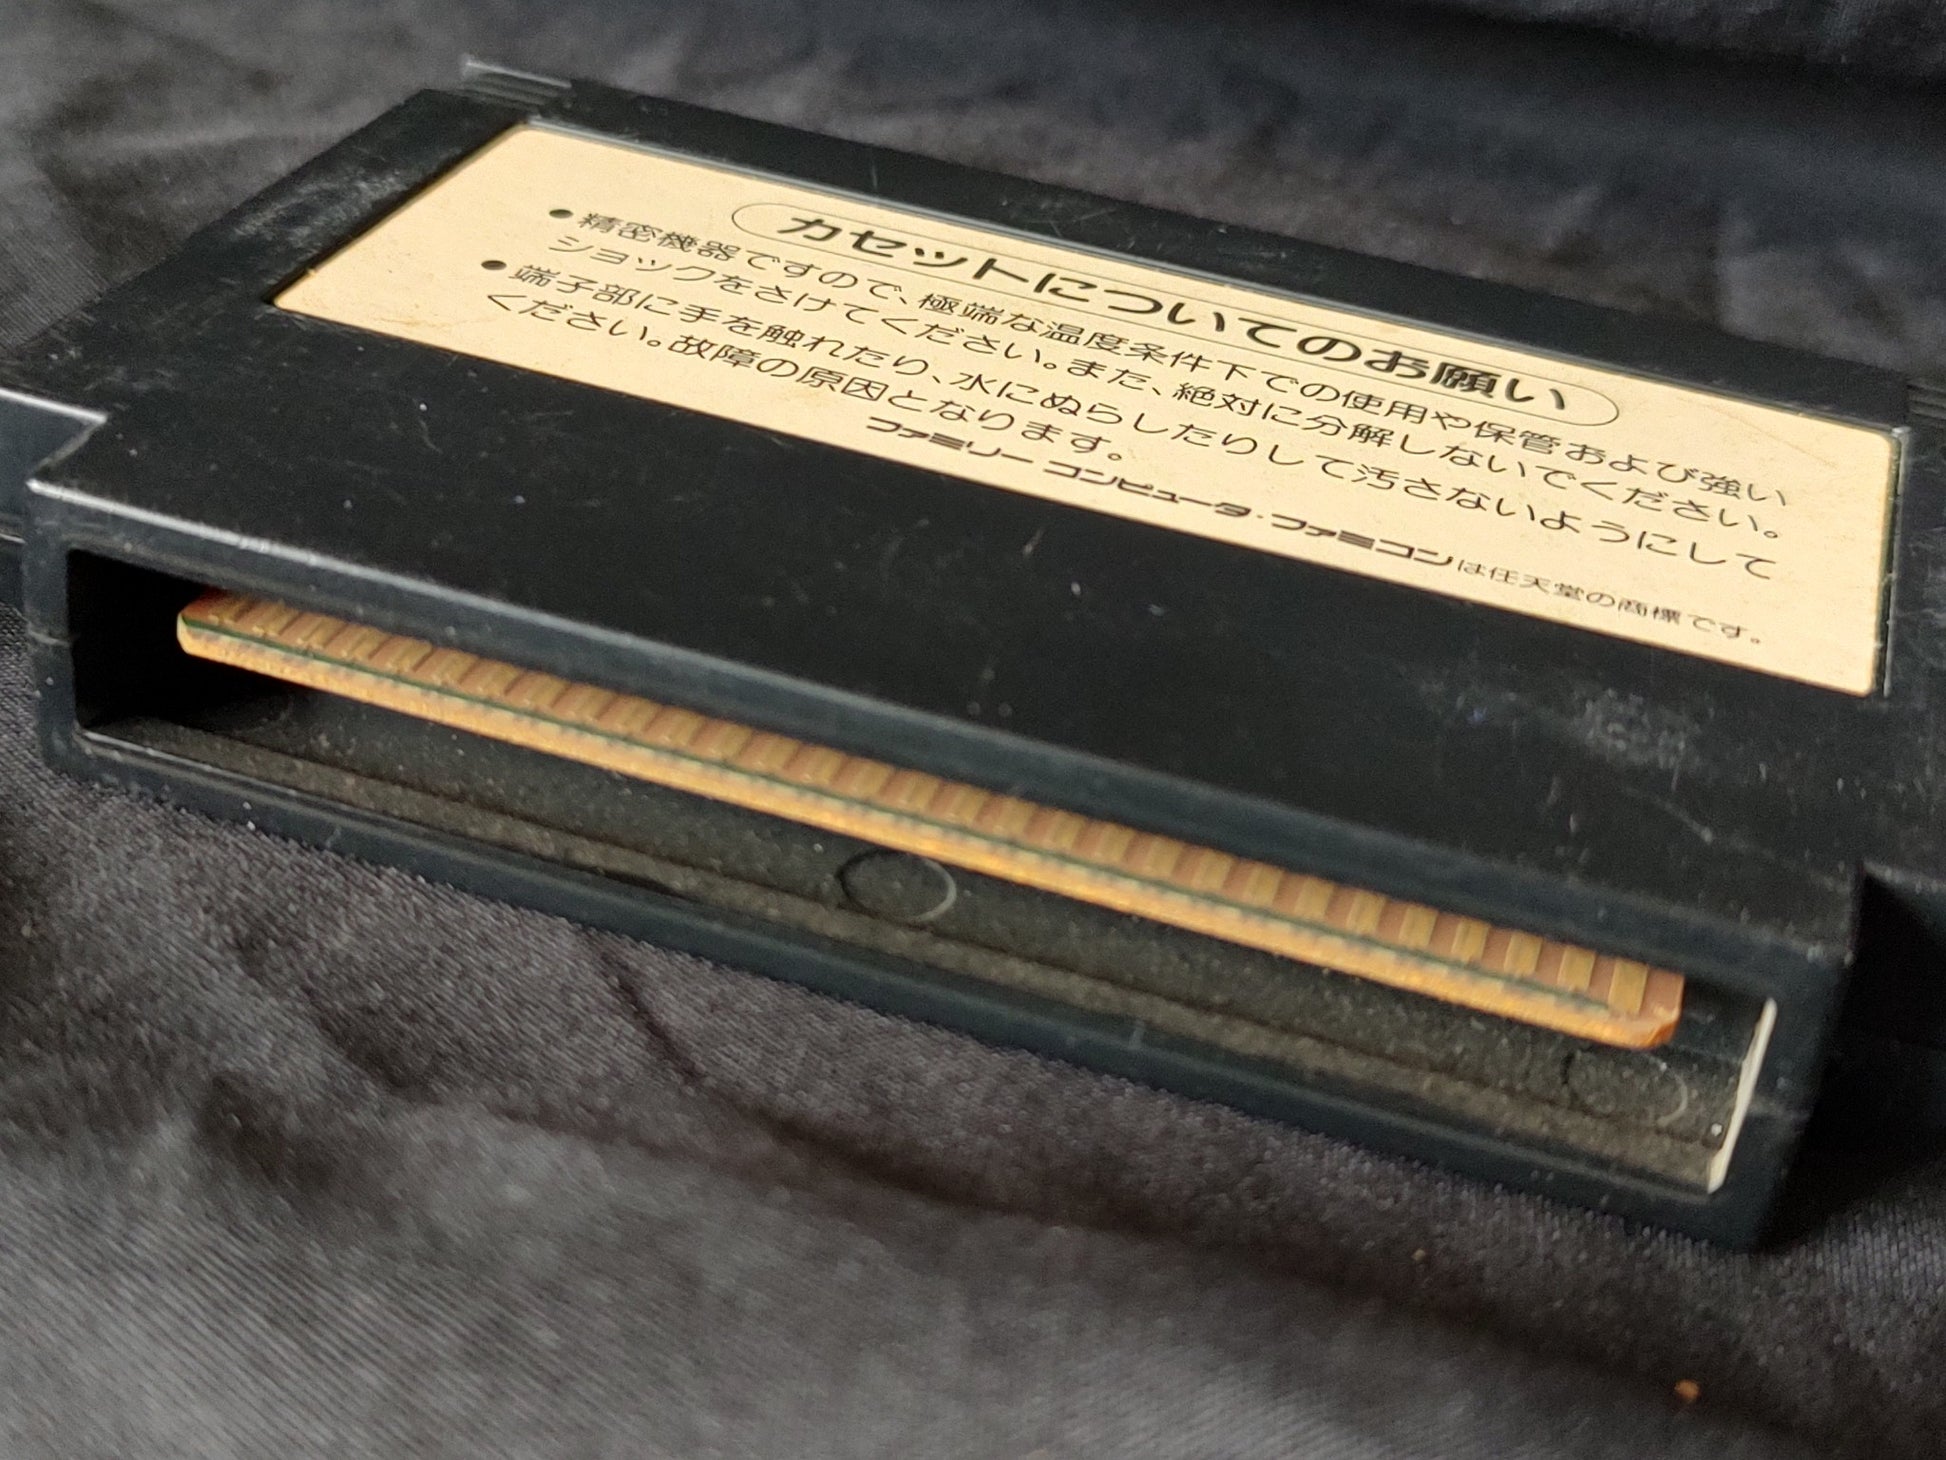 カセットについてのお願い
●精密機器ですので、極端な温度条件下での使用や保管および強い
ショックをさけてください。また、絶対に分解しないでください。
●端子部に手を触れたり、水にぬらしたりして汚さないようにして
ください。故障の原因となります。
ファミリーコンピュータ・ファミコンは任天堂の商標です。